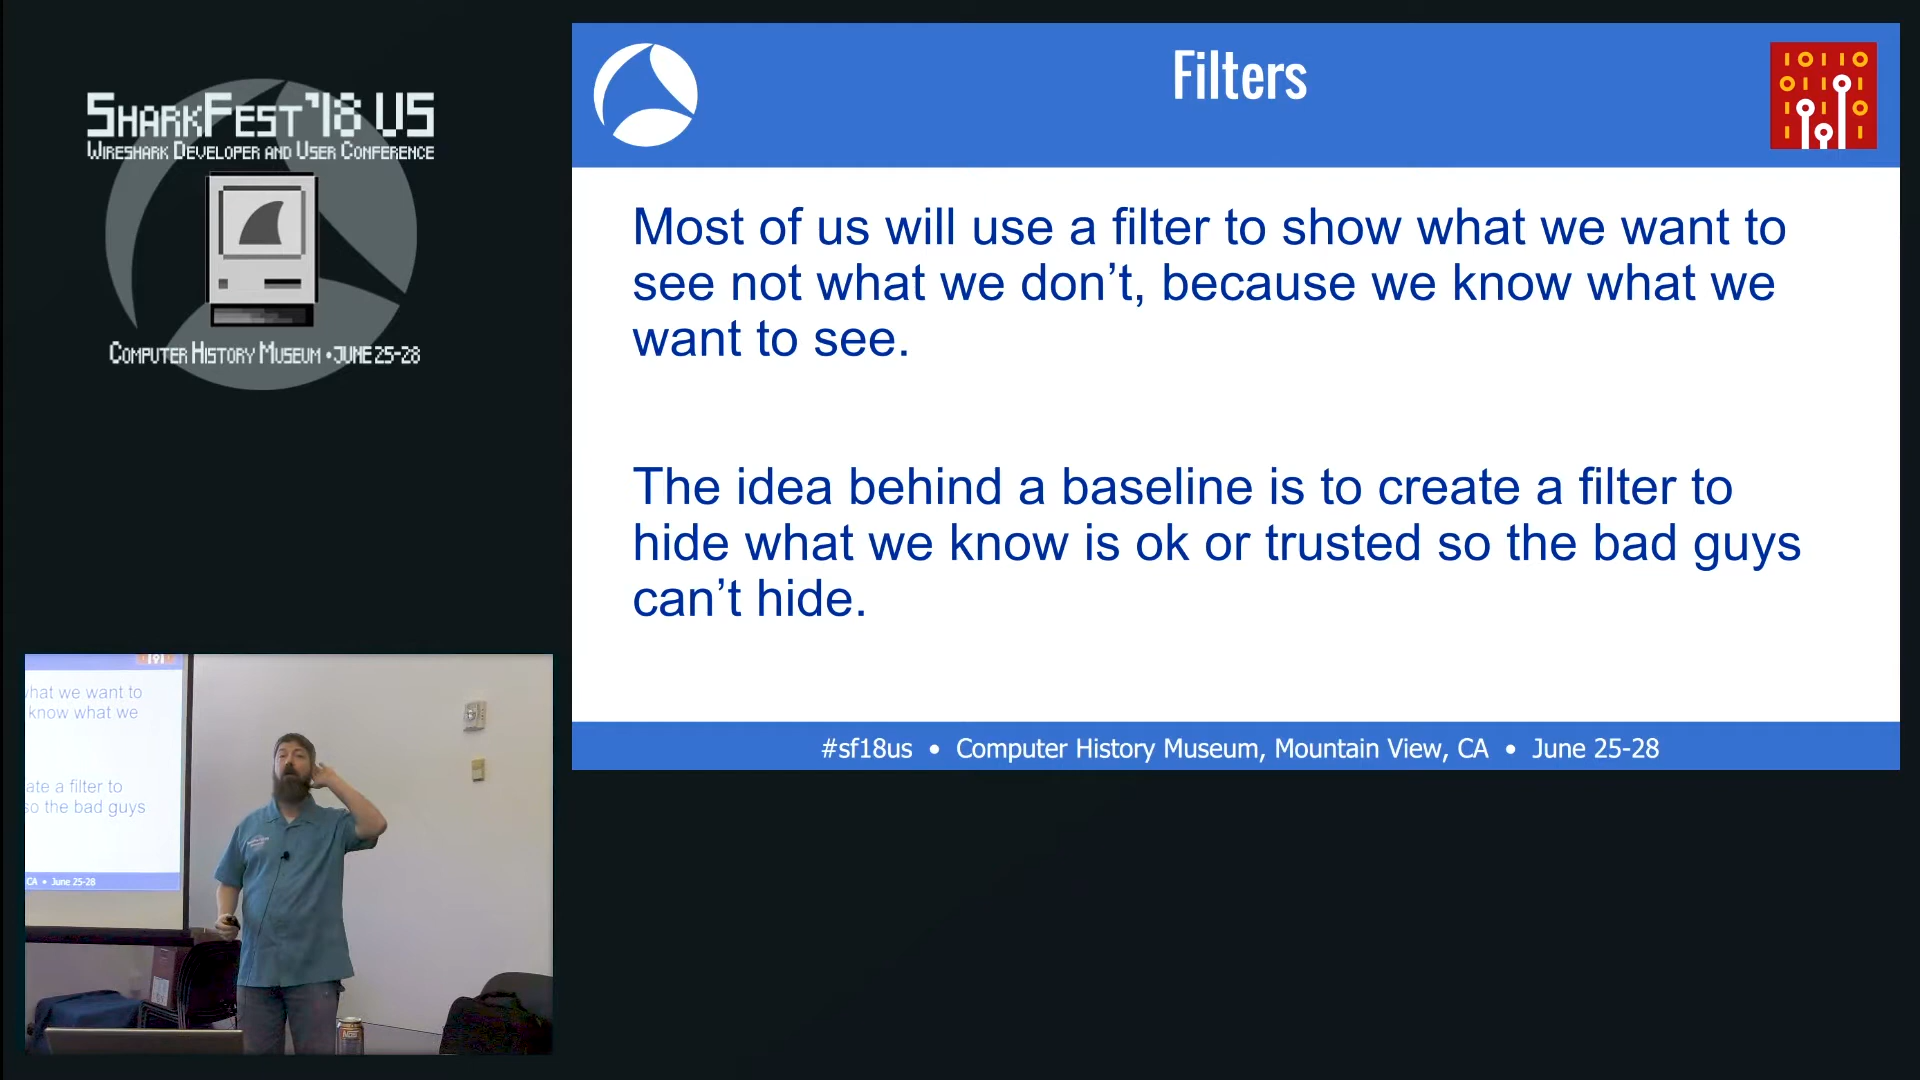 SHARKFEST'18 US
WIRESHARK DEVELOPER AND USER CONFERENCE
COMPUTER HISTORY MUSEUM • JUNE 25-28
Filters
Most of us will use a filter to show what we want to
see not what we don’t, because we know what we
want to see.
The idea behind a baseline is to create a filter to
hide what we know is ok or trusted so the bad guys
can’t hide.
#sf18us • Computer History Museum, Mountain View, CA • June 25-28
what we want to
know what we
ate a filter to
so the bad guys
CA • June 25-28